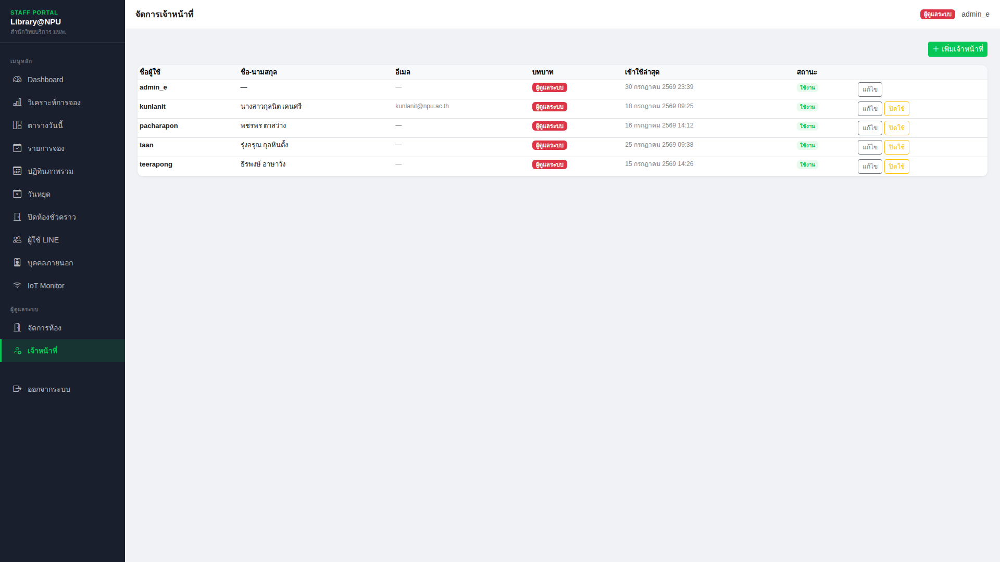 STAFF PORTAL
Library@NPU
สำนักวิทยบริการ มนพ.
เมนูหลัก
Dashboard
วิเคราะห์การจอง
ตารางวันนี้
รายการจอง
ปฏิทินภาพรวม
วันหยุด
ปิดห้องชั่วคราว
ผู้ใช้ LINE
บุคคลภายนอก
IoT Monitor
ผู้ดูแลระบบ
จัดการห้อง
เจ้าหน้าที่
ออกจากระบบ
จัดการเจ้าหน้าที่
ผู้ดูแลระบบ admin_e
+ เพิ่มเจ้าหน้าที่
ชื่อผู้ใช้ ชื่อ-นามสกุล อีเมล บทบาท เข้าใช้ล่าสุด สถานะ
admin_e — — ผู้ดูแลระบบ 30 กรกฎาคม 2569 23:39 ใช้งาน แก้ไข
kunlanit นางสาวกุลนิต เคนศรี kunlanit@npu.ac.th ผู้ดูแลระบบ 18 กรกฎาคม 2569 09:25 ใช้งาน แก้ไข ปิดใช้
pacharapon พชรพร ตาสว่าง — ผู้ดูแลระบบ 16 กรกฎาคม 2569 14:12 ใช้งาน แก้ไข ปิดใช้
taan รุ่งอรุณ กุลหินตั้ง — ผู้ดูแลระบบ 25 กรกฎาคม 2569 09:38 ใช้งาน แก้ไข ปิดใช้
teerapong ธีรพงษ์ อาษาวัง — ผู้ดูแลระบบ 15 กรกฎาคม 2569 14:26 ใช้งาน แก้ไข ปิดใช้